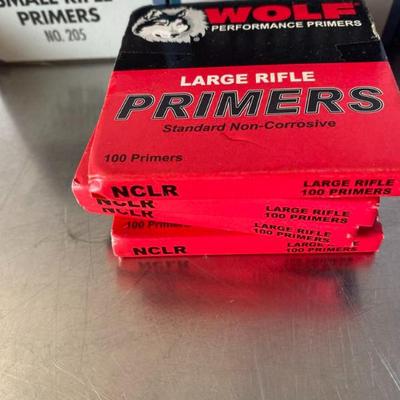 SMALL RIFLE
PRIMERS
NO. 205
WOLF
PERFORMANCE PRIMERS
LARGE RIFLE
PRIMERS
Standard Non-Corrosive
100 Primers
NCLR
LARGE RIFLE
100 PRIMERS
NCLR
LARGE RIFLE
100 PRIMERS
100 Primers
LARGE RIFLE
100 PRIMERS
NCLR
LARGE RIFLE
100 PRIMERS